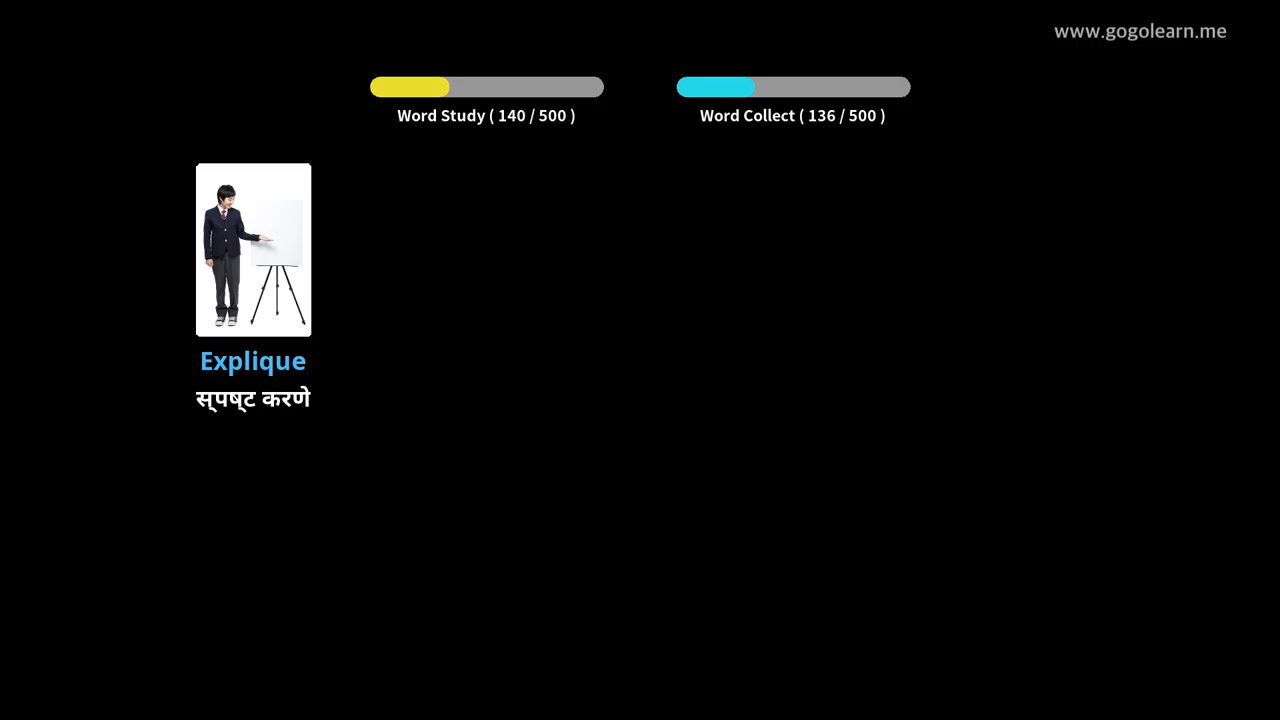 www.gogolearn.me
Word Study ( 140 / 500 )
Word Collect ( 136 / 500 )
Explique
स्पष्ट करणे